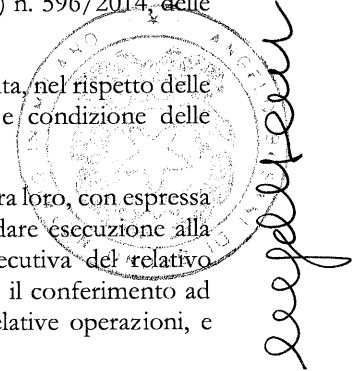 ) n. 596/2014, delle
ta, nel rispetto delle
e condizione delle
ra loro, con espressa
dare esecuzione alla
ecutiva del relativo
il conferimento ad
elative operazioni, e